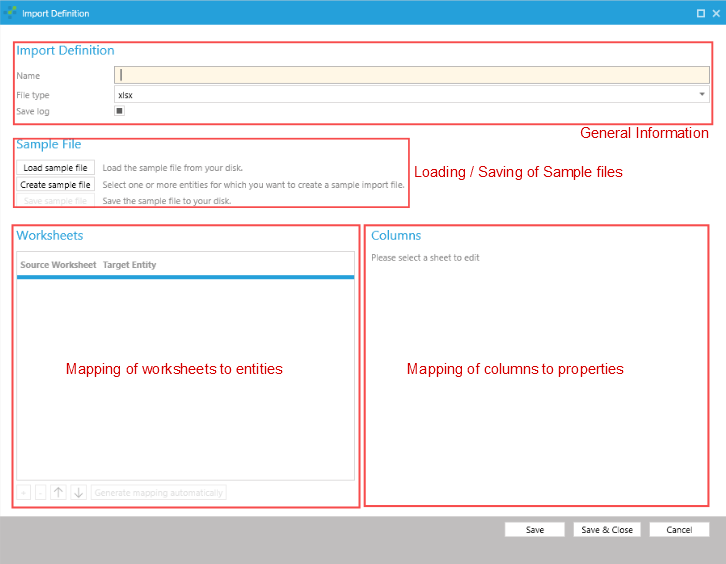 Import Definition
Import Definition
Name
File type xlsx
Save log
General Information
Sample File
Load sample file Load the sample file from your disk.
Create sample file Select one or more entities for which you want to create a sample import file.
Save sample file Save the sample file to your disk.
Loading / Saving of Sample files
Worksheets
Source Worksheet Target Entity
Mapping of worksheets to entities
+ - Generate mapping automatically
Columns
Please select a sheet to edit
Mapping of columns to properties
Save Save & Close Cancel